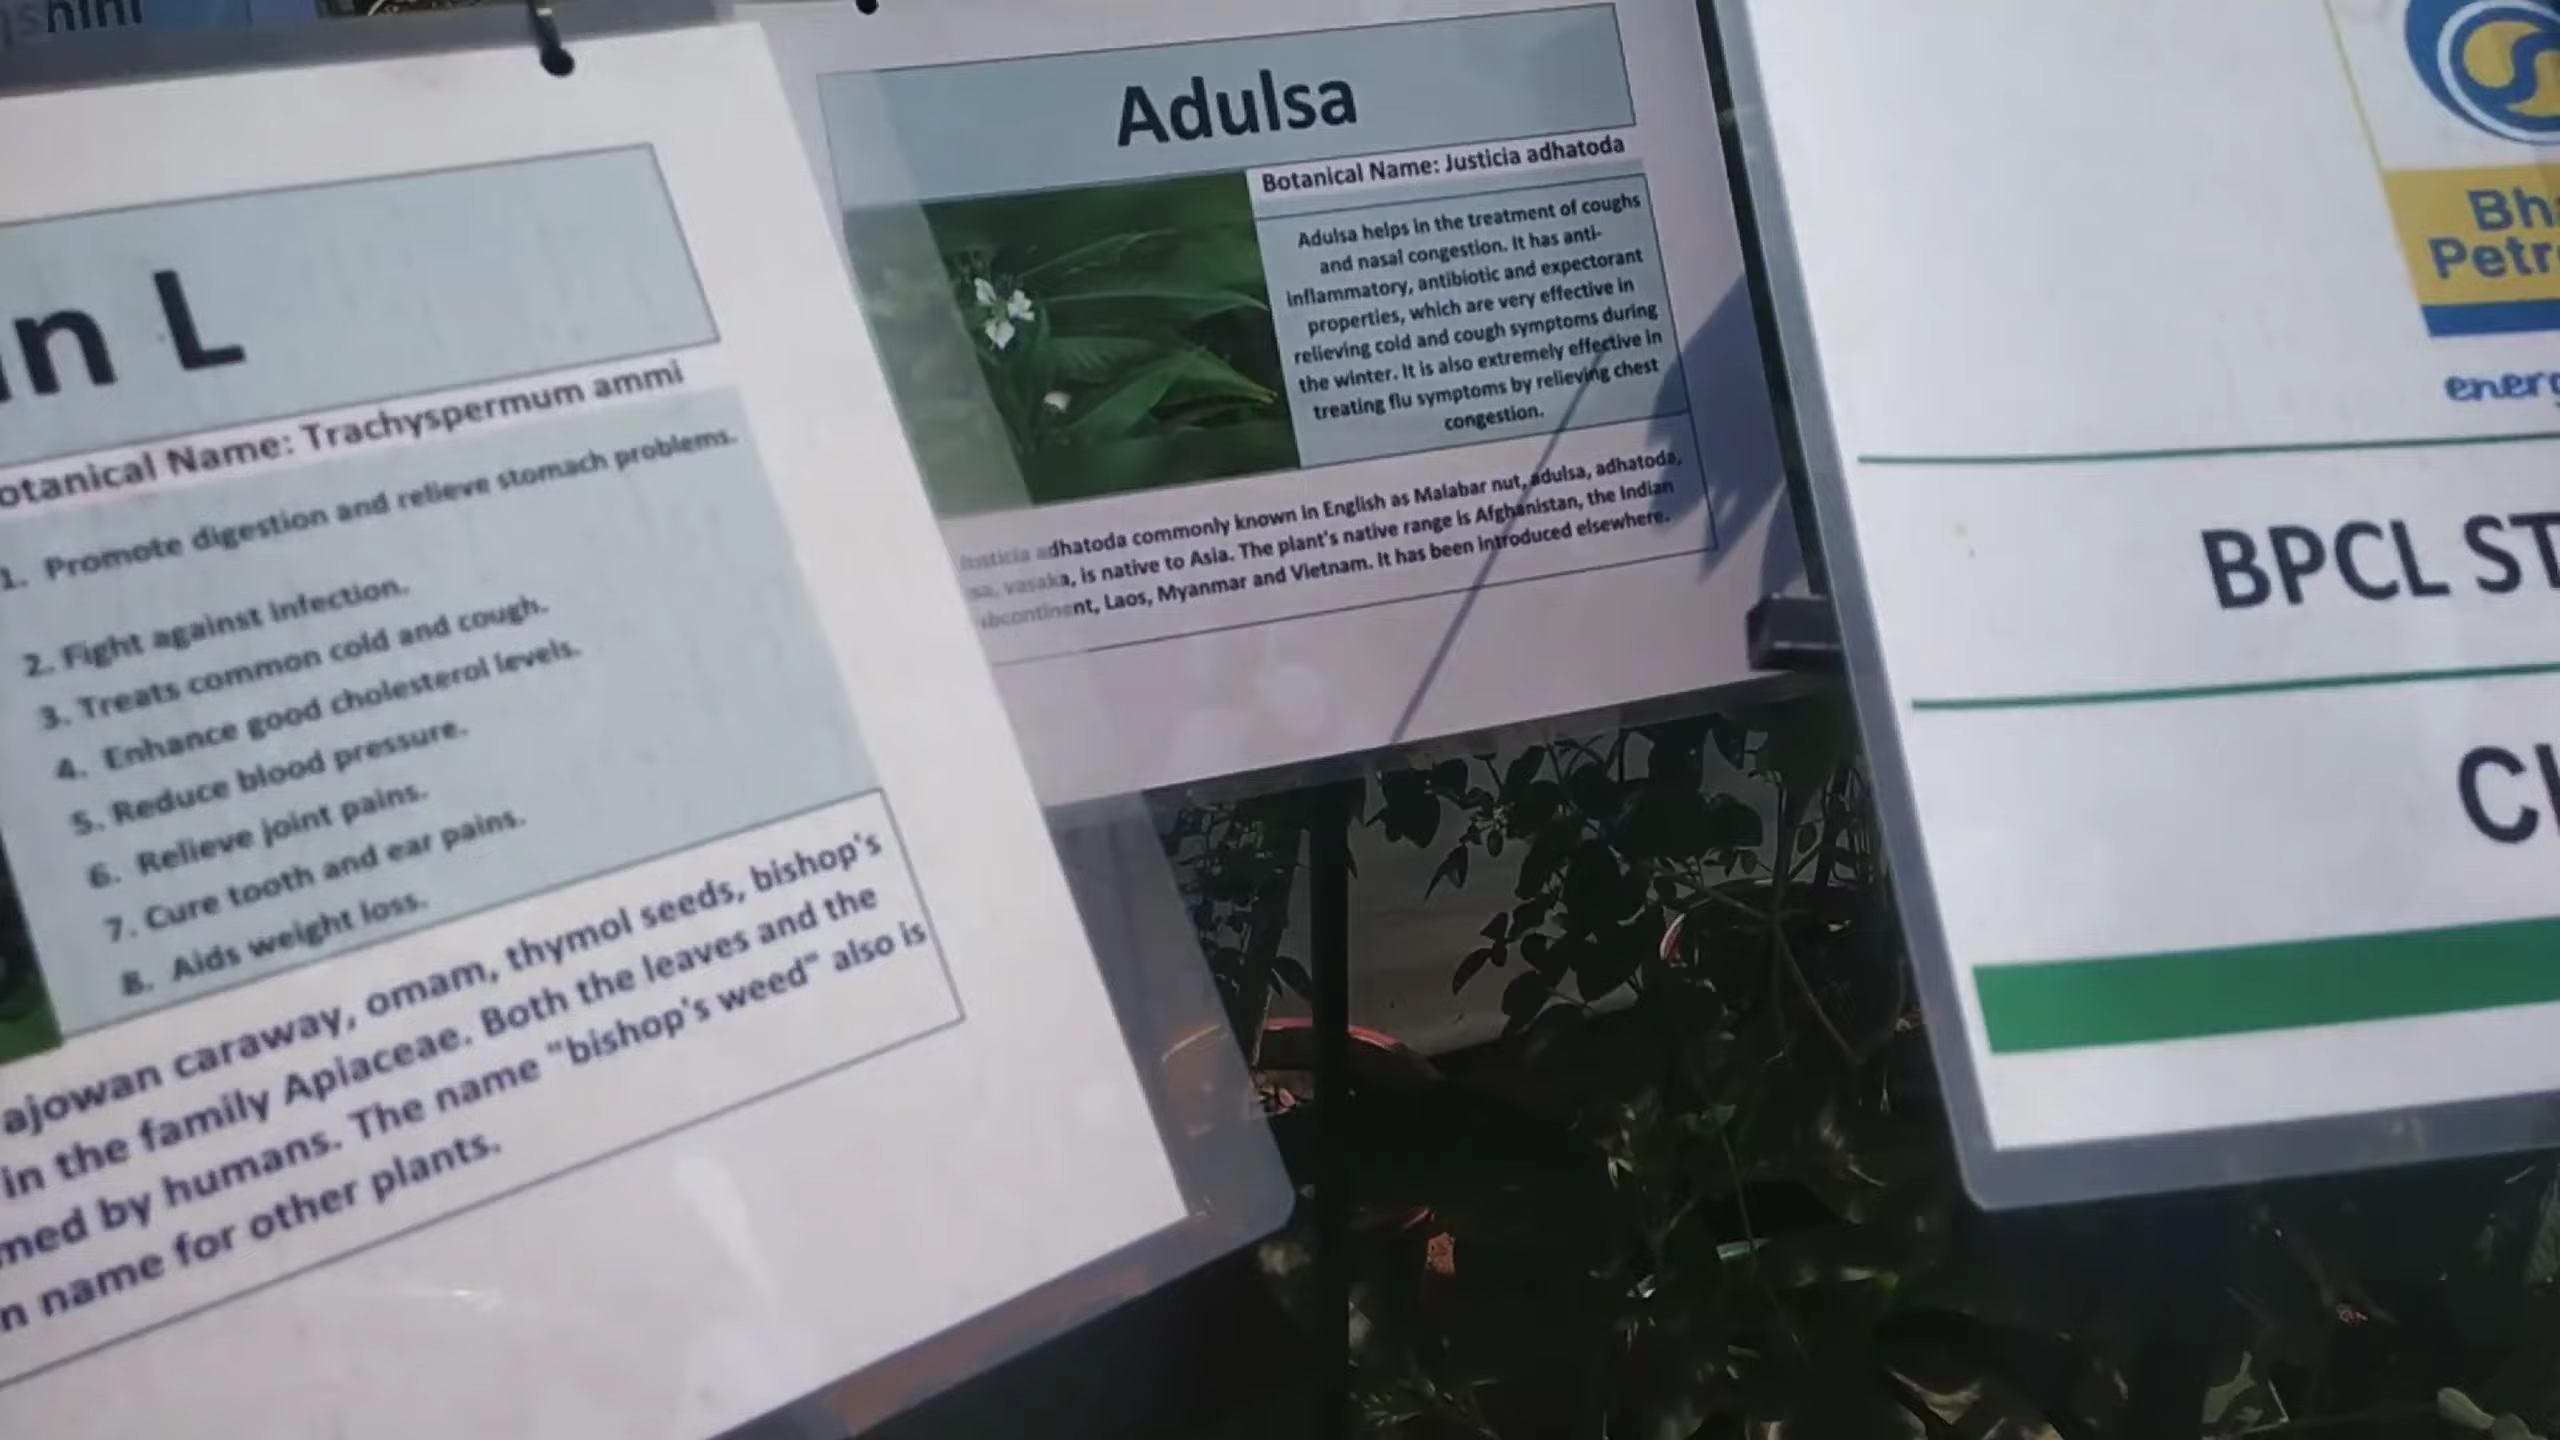 shini
n L
otanical Name: Trachyspermum ammi
1. Promote digestion and relieve stomach problems.
2. Fight against infection.
3. Treats common cold and cough.
4. Enhance good cholesterol levels.
5. Reduce blood pressure.
6. Relieve joint pains.
7. Cure tooth and ear pains.
8. Aids weight loss.
ajowan caraway, omam, thymol seeds, bishop's
in the family Apiaceae. Both the leaves and the
med by humans. The name "bishop's weed" also is
n name for other plants.
Adulsa
Botanical Name: Justicia adhatoda
Adulsa helps in the treatment of coughs
and nasal congestion. It has anti-
inflammatory, antibiotic and expectorant
properties, which are very effective in
relieving cold and cough symptoms during
the winter. It is also extremely effective in
treating flu symptoms by relieving chest
congestion.
Justicia adhatoda commonly known in English as Malabar nut, adulsa, adhatoda,
sa, vasaka, is native to Asia. The plant's native range is Afghanistan, the Indian
bcontinent, Laos, Myanmar and Vietnam. It has been introduced elsewhere.
Bh
Petr
energ
BPCL ST